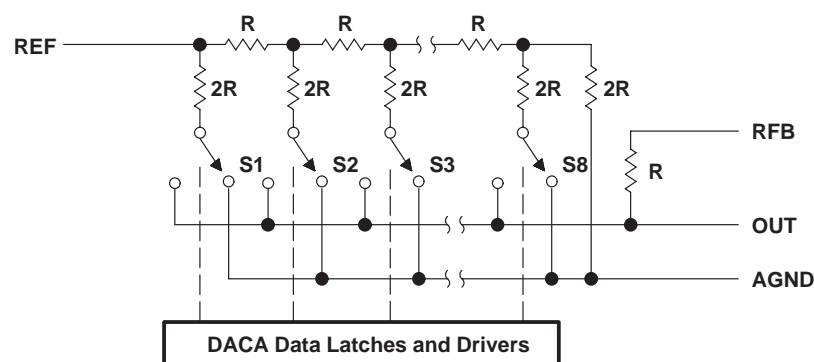 R R R
REF
2R 2R 2R 2R 2R
RFB
S1 S2 S3 S8
R
OUT
AGND
DACA Data Latches and Drivers